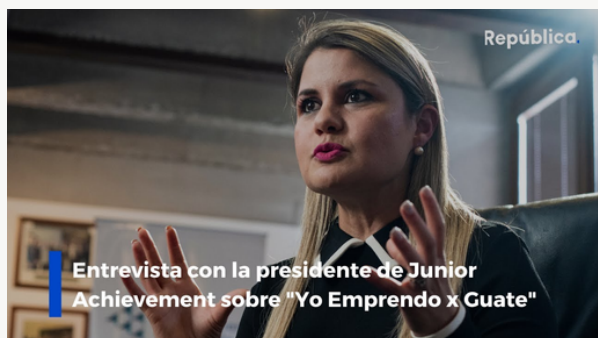 República.
Entrevista con la presidente de Junior
Achievement sobre "Yo Emprendo x Guate"